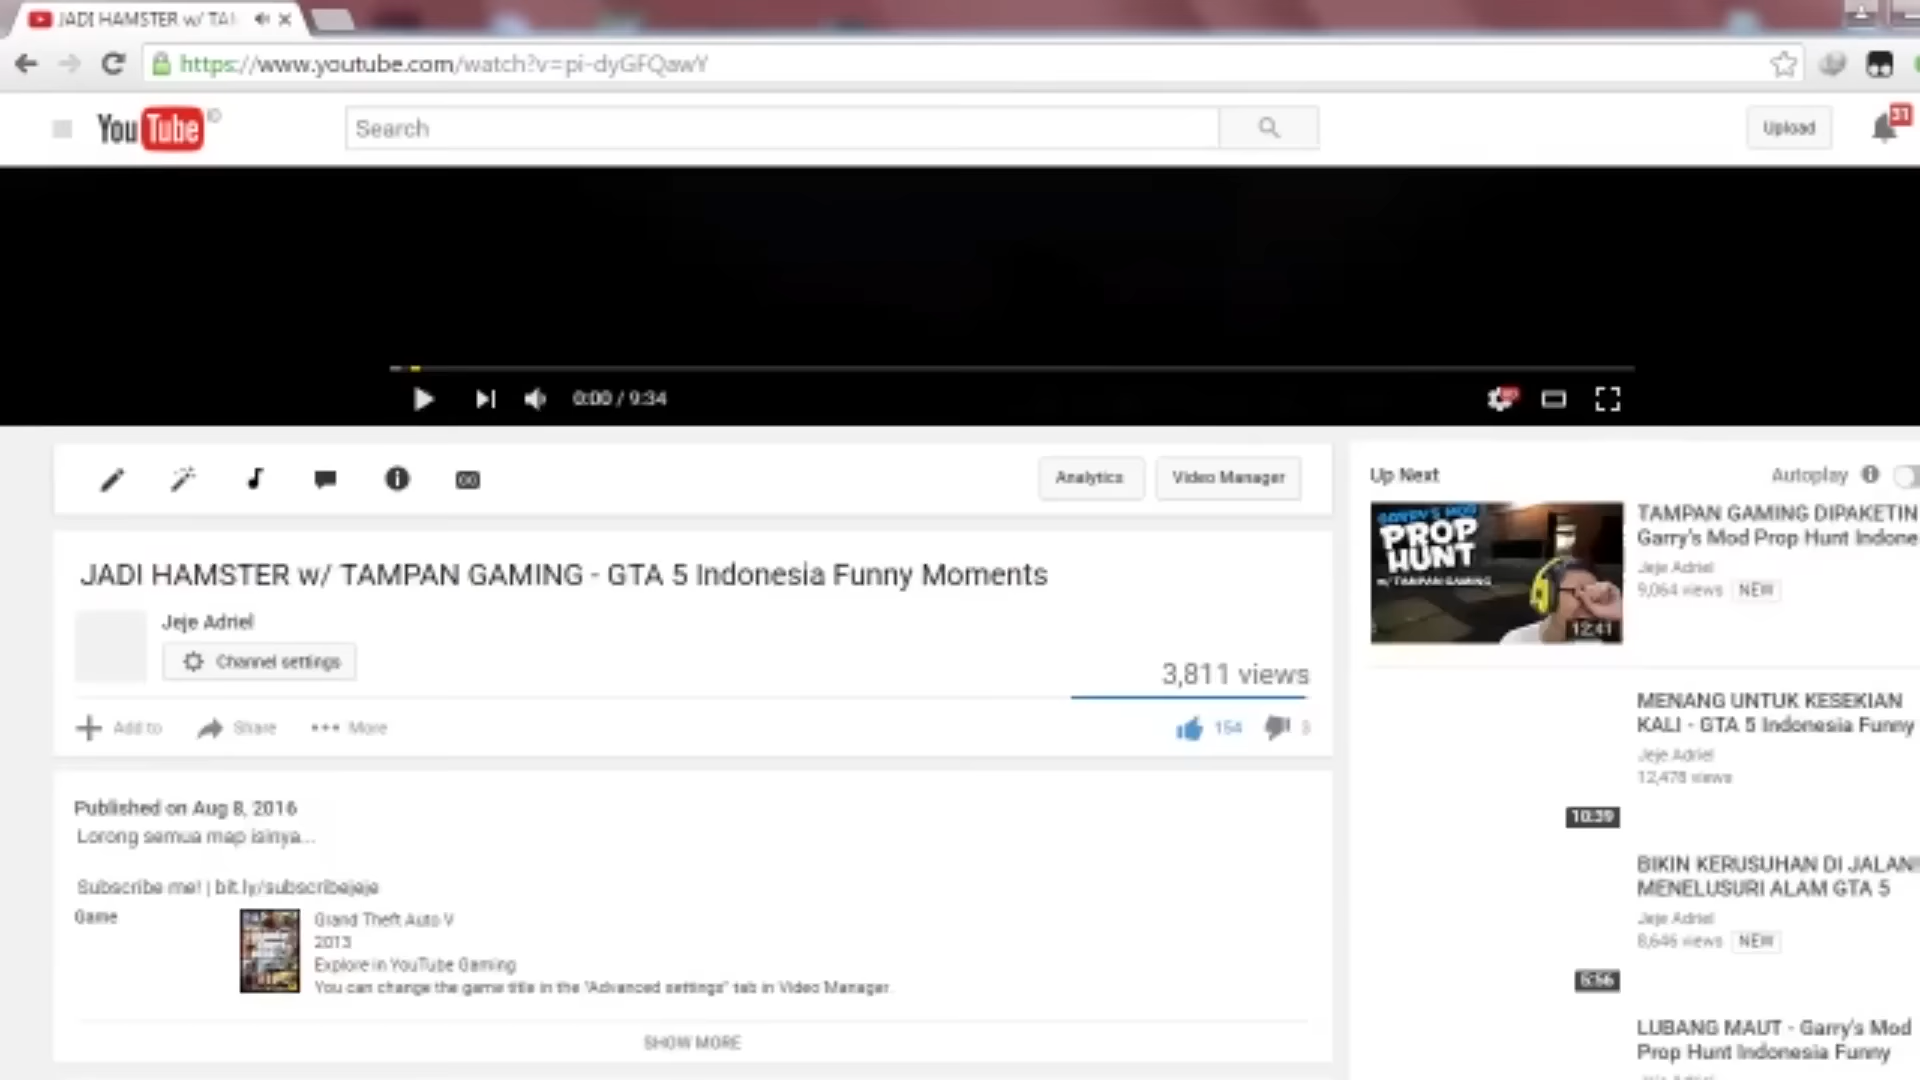 JADI HAMSTER w/ TAM
https://www.youtube.com/watch?v=pi-dyGFQawY
YouTube ID
Search
Upload
31
0:00 / 9:34
Analytics
Video Manager
JADI HAMSTER w/ TAMPAN GAMING - GTA 5 Indonesia Funny Moments
Jeje Adriel
Channel settings
3,811 views
Add to
Share
More
154
3
Published on Aug 8, 2016
Lorong semua map isinya...
Subscribe me! | bit.ly/subscribejeje
Game
Grand Theft Auto V
2013
Explore in YouTube Gaming
You can change the game title in the "Advanced settings" tab in Video Manager.
SHOW MORE
Up Next
Autoplay
GARRY'S MOD
PROP
HUNT
W/ TAMPAN GAMING
12:41
TAMPAN GAMING DIPAKETIN
Garry's Mod Prop Hunt Indone
Jeje Adriel
9,064 views NEW
MENANG UNTUK KESEKIAN
KALI - GTA 5 Indonesia Funny
Jeje Adriel
12,478 views
10:39
BIKIN KERUSUHAN DI JALAN!
MENELUSURI ALAM GTA 5
Jeje Adriel
8,646 views NEW
LUBANG MAUT - Garry's Mod
Prop Hunt Indonesia Funny